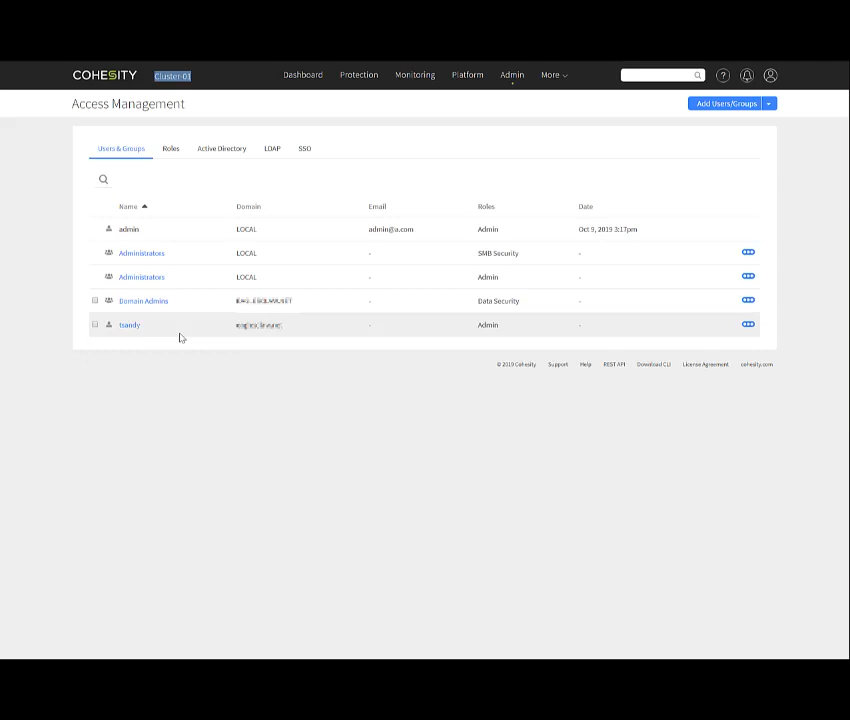 COHESITY Cluster-01 Dashboard Protection Monitoring Platform Admin More ?
Access Management Add Users/Groups
Users & Groups Roles Active Directory LDAP SSO
Name Domain Email Roles Date
admin LOCAL admin@a.com Admin Oct 9, 2019 3:17pm
Administrators LOCAL - SMB Security -
Administrators LOCAL - Admin -
Domain Admins - Data Security -
tsandy - Admin -
© 2019 Cohesity Support Help REST API Download CLI License Agreement cohesity.com